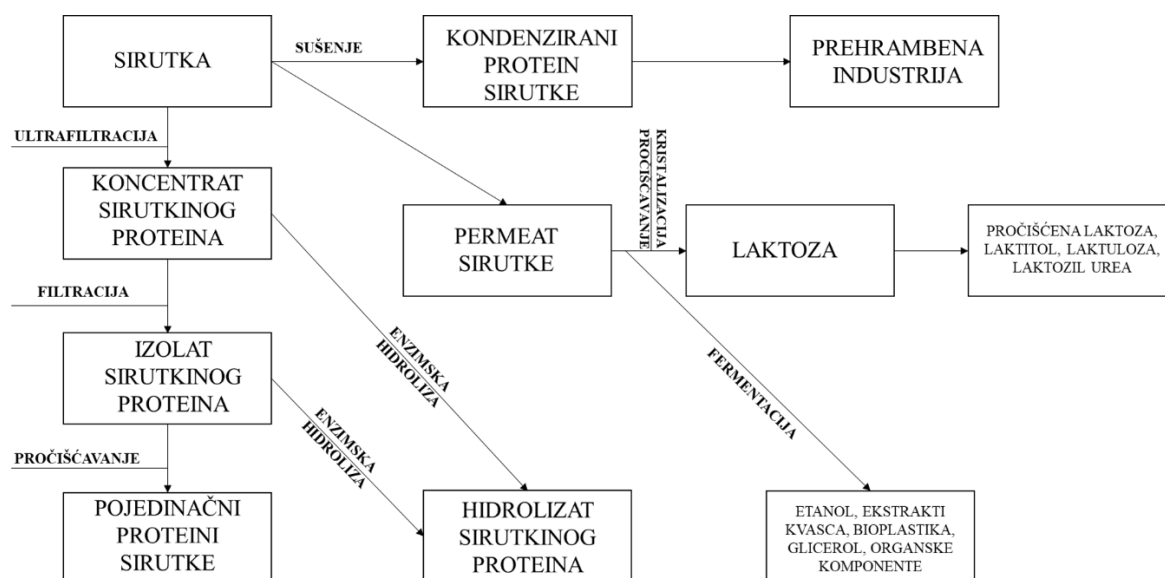 SIRUTKA
SUŠENJE
KONDENZIRANI
PROTEIN
SIRUTKE
PREHRAMBENA
INDUSTRIJA
ULTRAFILTRACIJA
KONCENTRAT
SIRUTKINOG
PROTEINA
PERMEAT
SIRUTKE
KRISTALIZACIJA
PROČIŠĆAVANJE
LAKTOZA
PROČIŠĆENA LAKTOZA,
LAKTITOL, LAKTULOZA,
LAKTOZIL UREA
FILTRACIJA
IZOLAT
SIRUTKINOG
PROTEINA
ENZIMSKA
HIDROLIZA
ENZIMSKA
HIDROLIZA
FERMENTACIJA
PROČIŠĆAVANJE
POJEDINAČNI
PROTEINI
SIRUTKE
HIDROLIZAT
SIRUTKINOG
PROTEINA
ETANOL, EKSTRAKTI
KVASCA, BIOPLASTIKA,
GLICEROL, ORGANSKE
KOMPONENTE